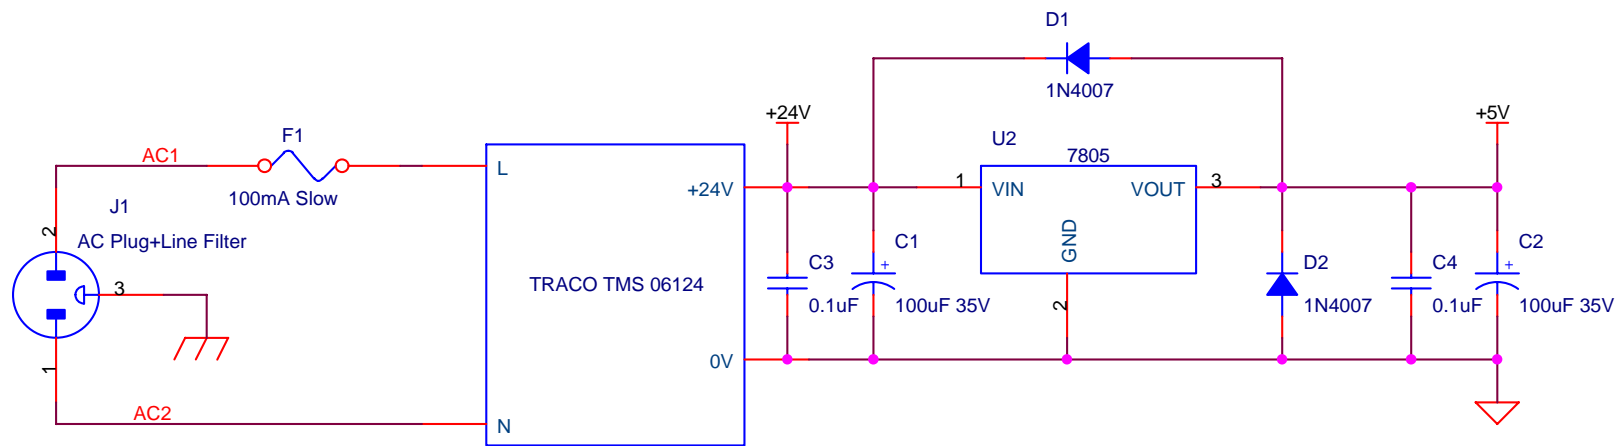 D1
1N4007
+24V
+5V
F1
U2
7805
AC1
L
100mA Slow
+24V
1
VIN
VOUT
3
J1
2
AC Plug+Line Filter
GND
C3
C1
+
D2
C4
C2
+
3
TRACO TMS 06124
0.1uF
100uF 35V
2
1N4007
0.1uF
100uF 35V
1
0V
AC2
N